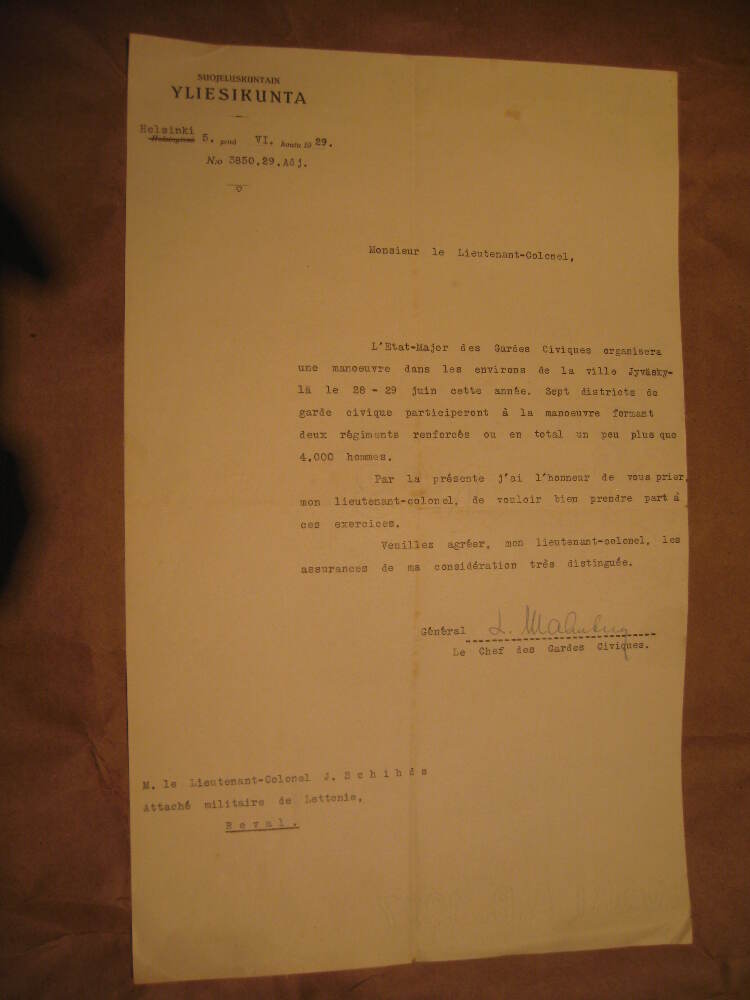 SUOJELUSKUNTAIN
YLIESIKUNTA
Helsinki
Helsingissä 5. p:nä VI. kuuta 1929.
N:o 3850.29.Adj.
Monsieur le Lieutenant-Colonel,
L'Etat-Major des Gardes Civiques organisera
une manoeuvre dans les environs de la ville Jyväsky-
lä le 28 - 29 juin cette année. Sept districts de
garde civique participeront à la manoeuvre formant
deux régiments renforcés ou en total un peu plus que
4.000 hommes.
Par la présente j'ai l'honneur de vous prier,
mon lieutenant-colonel, de vouloir bien prendre part à
ces exercices.
Veuillez agréer, mon lieutenant-colonel, les
assurances de ma considération très distinguée.
Général L. Malmberg
Le Chef des Gardes Civiques.
M. le Lieutenant-Colonel J. Schihds
Attaché militaire de Lettonie,
Reval.